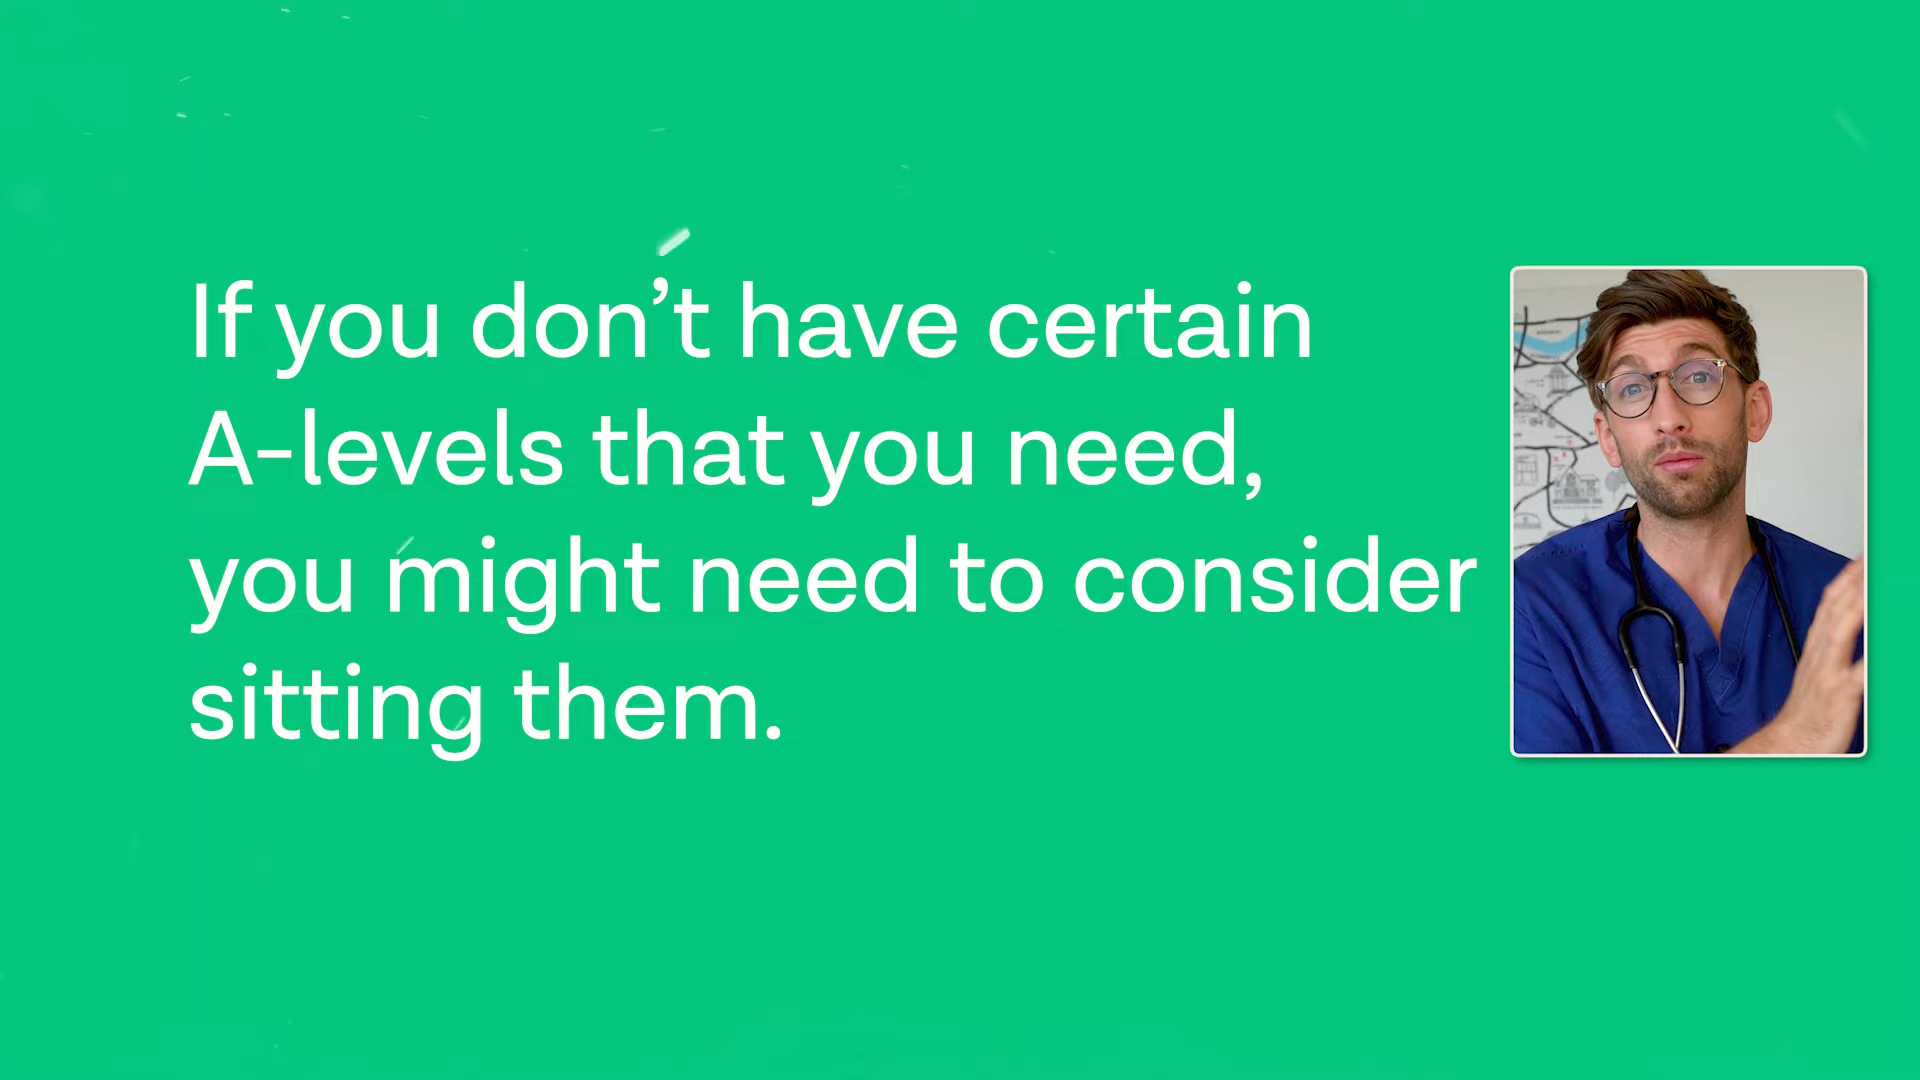 If you don’t have certain
A-levels that you need,
you might need to consider
sitting them.